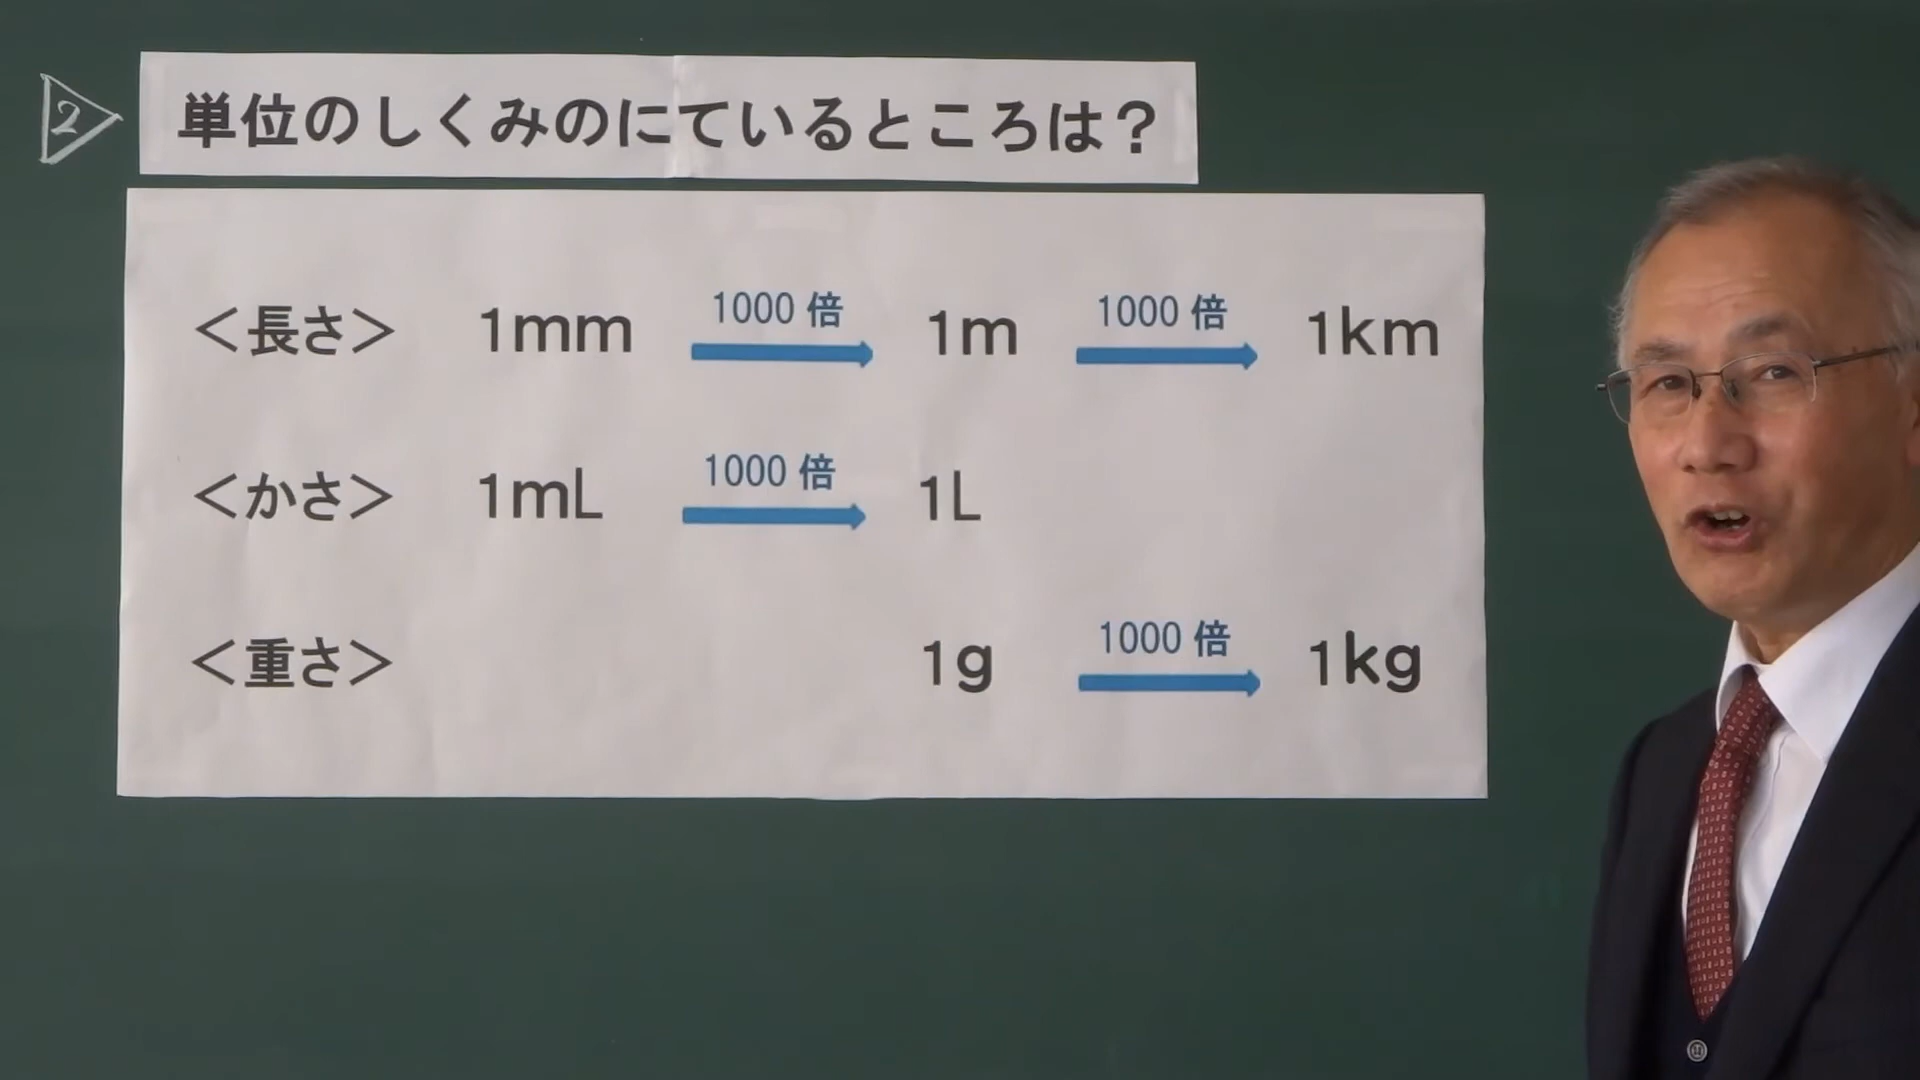 2
単位のしくみのにているところは？
＜長さ＞ 1mm 1000倍 1m 1000倍 1km
＜かさ＞ 1mL 1000倍 1L
＜重さ＞ 1g 1000倍 1kg